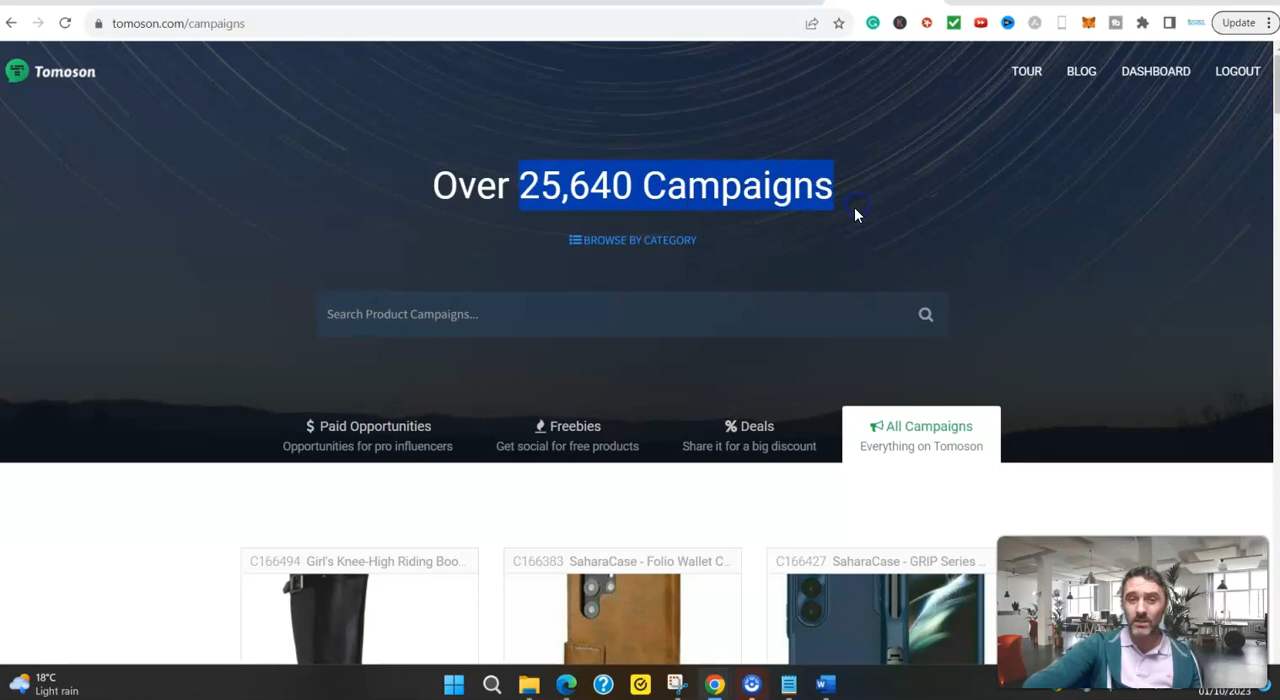 tomoson.com/campaigns
Update
Tomoson
TOUR
BLOG
DASHBOARD
LOGOUT
Over 25,640 Campaigns
BROWSE BY CATEGORY
Search Product Campaigns...
$ Paid Opportunities
Opportunities for pro influencers
Freebies
Get social for free products
% Deals
Share it for a big discount
All Campaigns
Everything on Tomoson
C166494 Girl's Knee-High Riding Boo...
C166383 SaharaCase - Folio Wallet C...
C166427 SaharaCase - GRIP Series ...
18°C
Light rain
01/10/2023